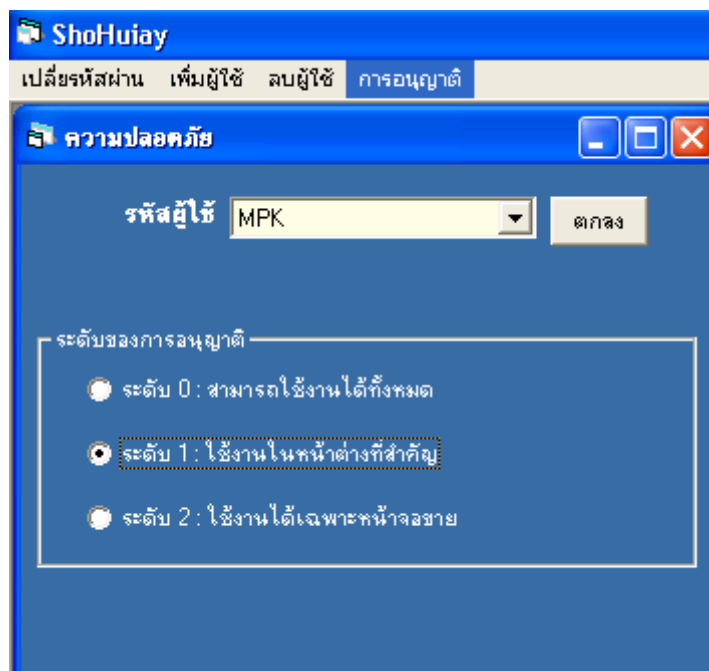 ShoHuiay
เปลี่ยรหัสผ่าน เพิ่มผู้ใช้ ลบผู้ใช้ การอนุญาติ
ความปลอดภัย
รหัสผู้ใช้ MPK ตกลง
ระดับของการอนุญาติ
ระดับ 0 : สามารถใช้งานได้ทั้งหมด
ระดับ 1 : ใช้งานในหน้าต่างที่สำคัญ
ระดับ 2 : ใช้งานได้เฉพาะหน้าจอขาย